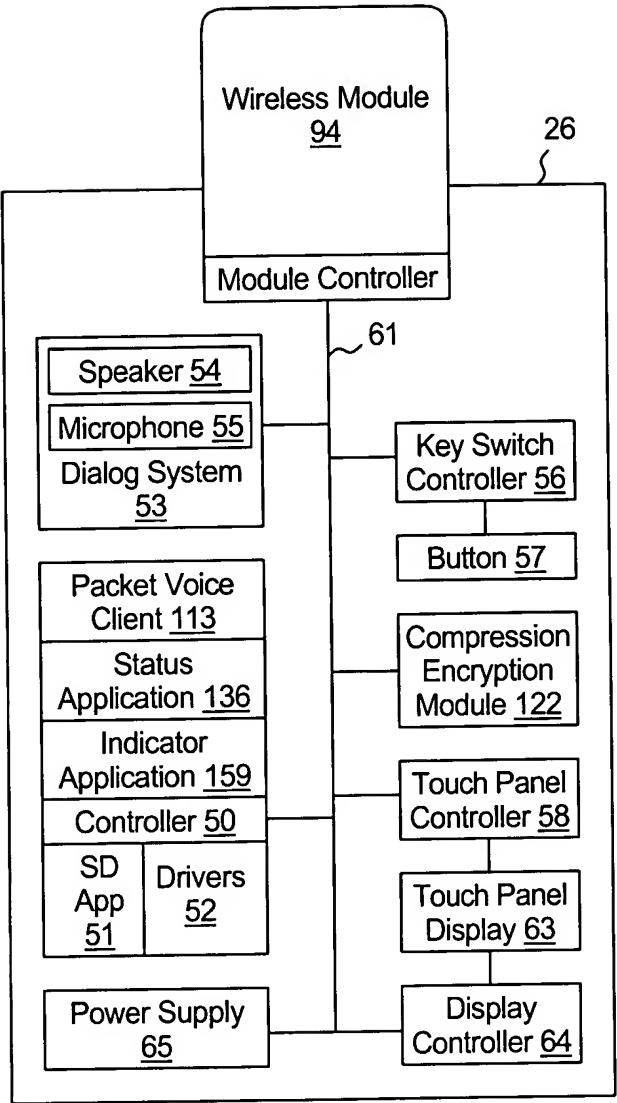 Wireless Module
94
26
Module Controller
61
Speaker 54
Microphone 55
Dialog System
53
Key Switch
Controller 56
Button 57
Packet Voice
Client 113
Status
Application 136
Indicator
Application 159
Controller 50
SD
App
51
Drivers
52
Compression
Encryption
Module 122
Touch Panel
Controller 58
Touch Panel
Display 63
Power Supply
65
Display
Controller 64